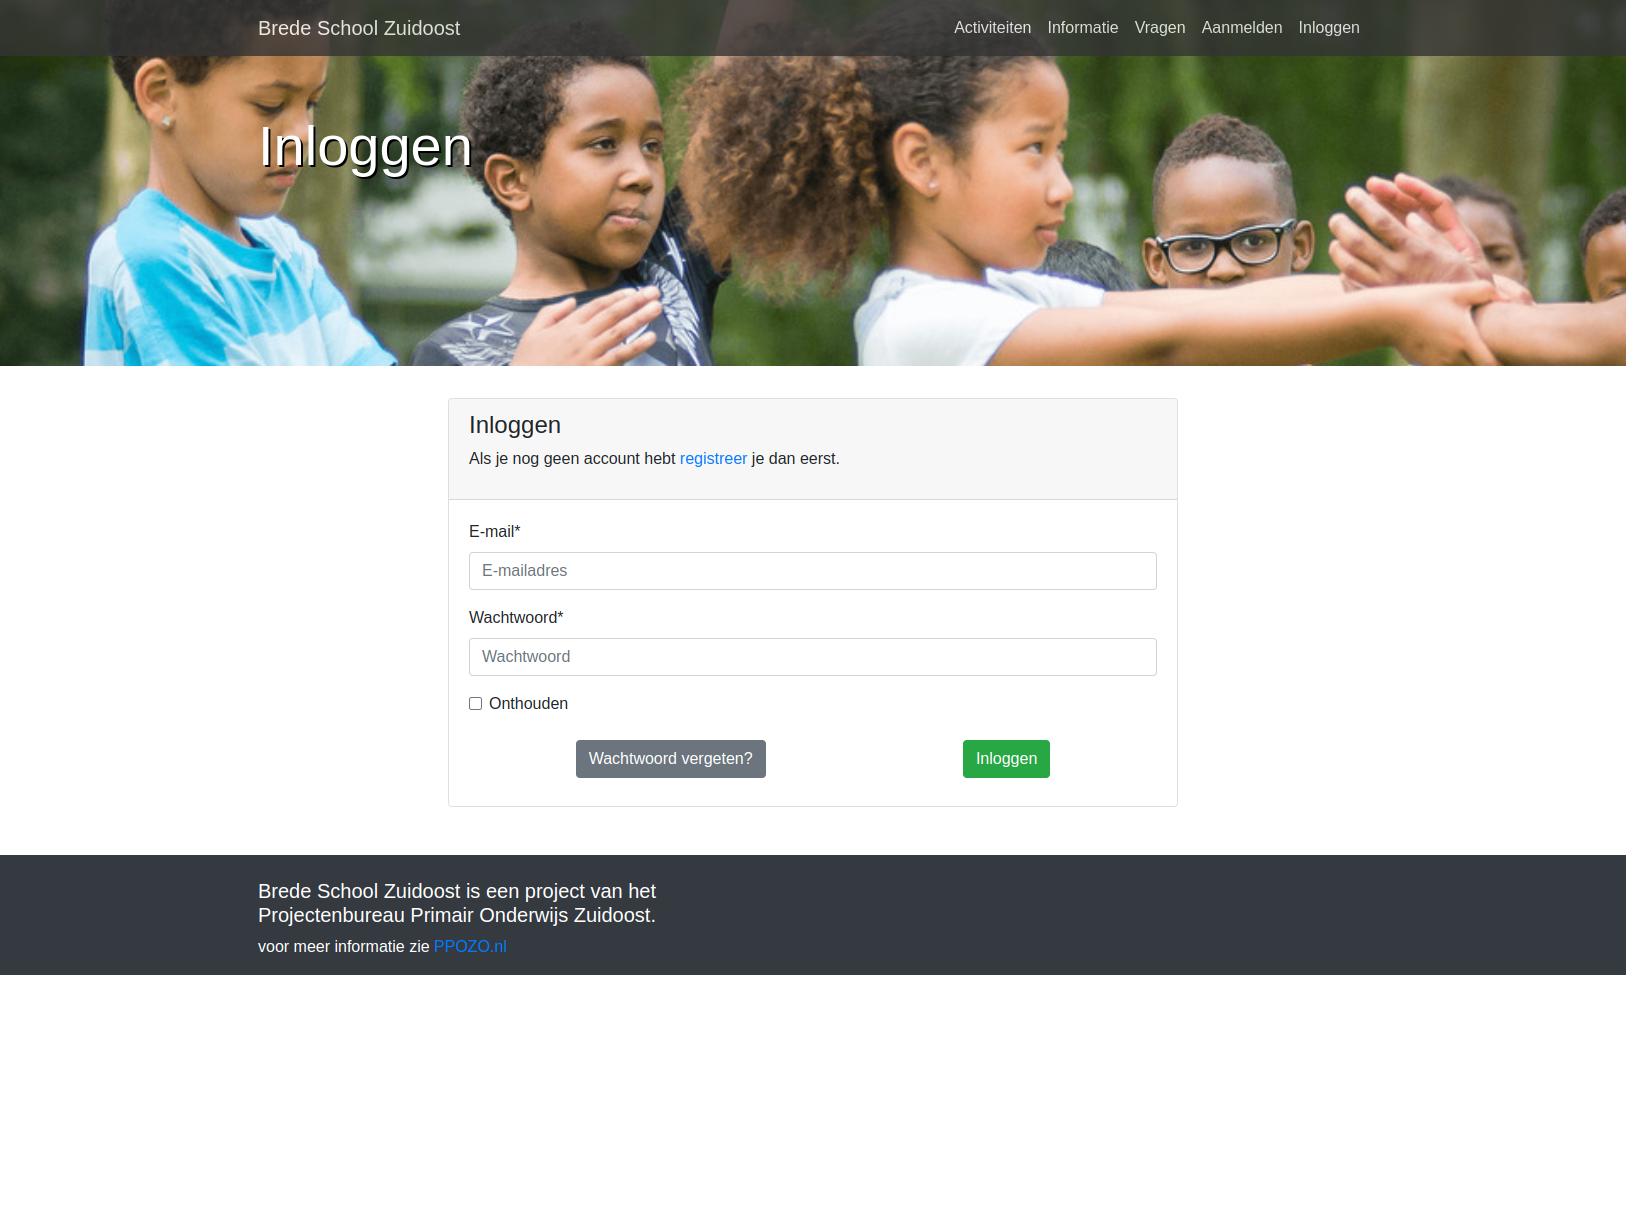 Brede School Zuidoost
Activiteiten Informatie Vragen Aanmelden Inloggen
Inloggen
Inloggen
Als je nog geen account hebt registreer je dan eerst.
E-mail*
E-mailadres
Wachtwoord*
Wachtwoord
Onthouden
Wachtwoord vergeten? Inloggen
Brede School Zuidoost is een project van het
Projectenbureau Primair Onderwijs Zuidoost.
voor meer informatie zie PPOZO.nl